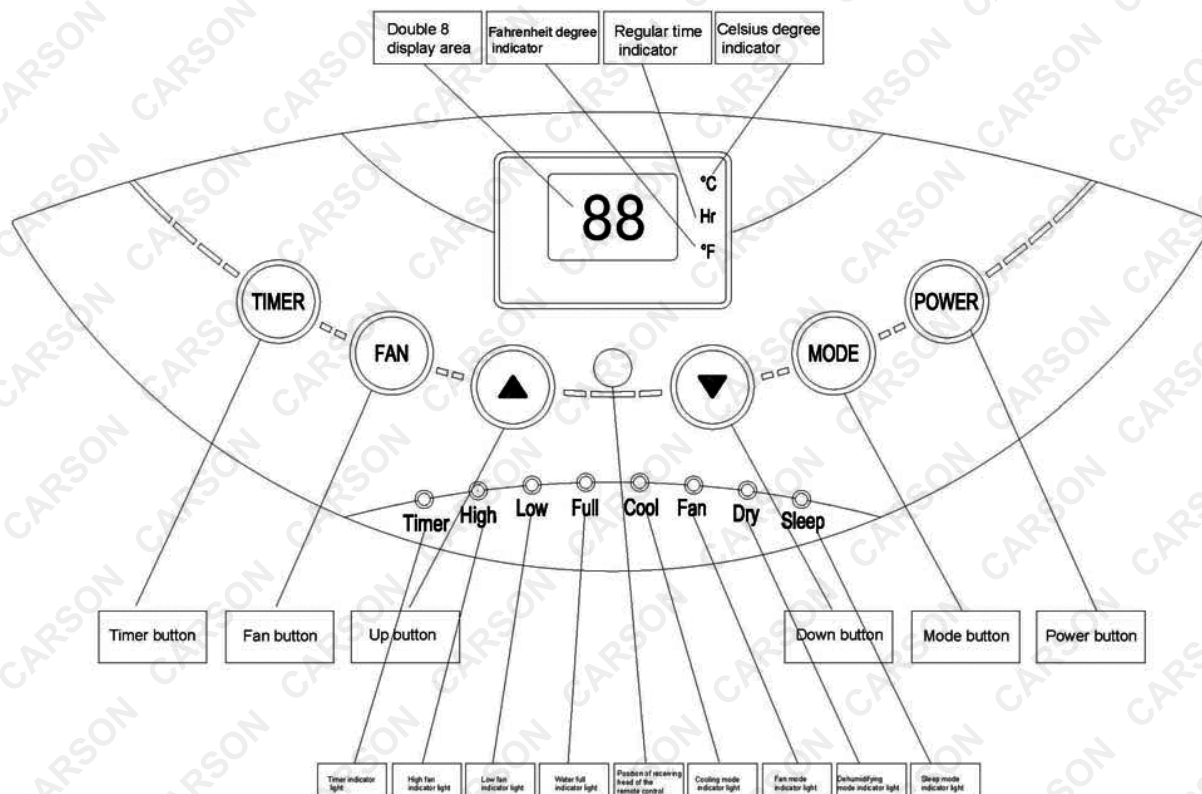 Double 8
display area
Fahrenheit degree
indicator
Regular time
indicator
Celsius degree
indicator
°C
88
Hr
°F
TIMER
POWER
FAN
MODE
Timer
High
Low
Full
Cool
Fan
Dry
Sleep
Timer button
Fan button
Up button
Down button
Mode button
Power button
Timer indicator
light
High fan
indicator light
Low fan
indicator light
Water full
indicator light
Position of receiving
head of the
remote control
Cooling mode
indicator light
Fan mode
indicator light
Dehumidifying
mode indicator light
Sleep mode
indicator light
CARSON